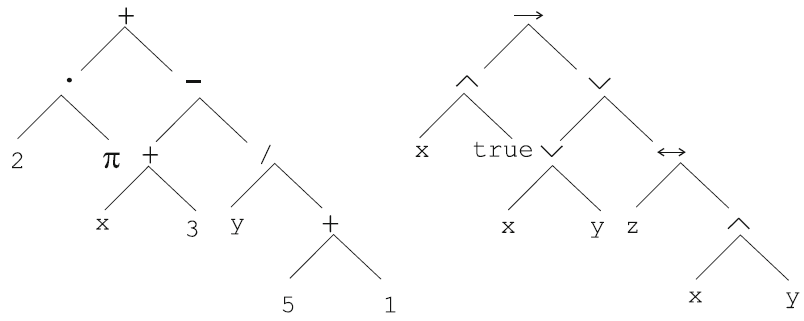 + →
· − ∧ ∨
2 π + / x true ∨ ↔
x 3 y + x y z ∧
5 1 x y